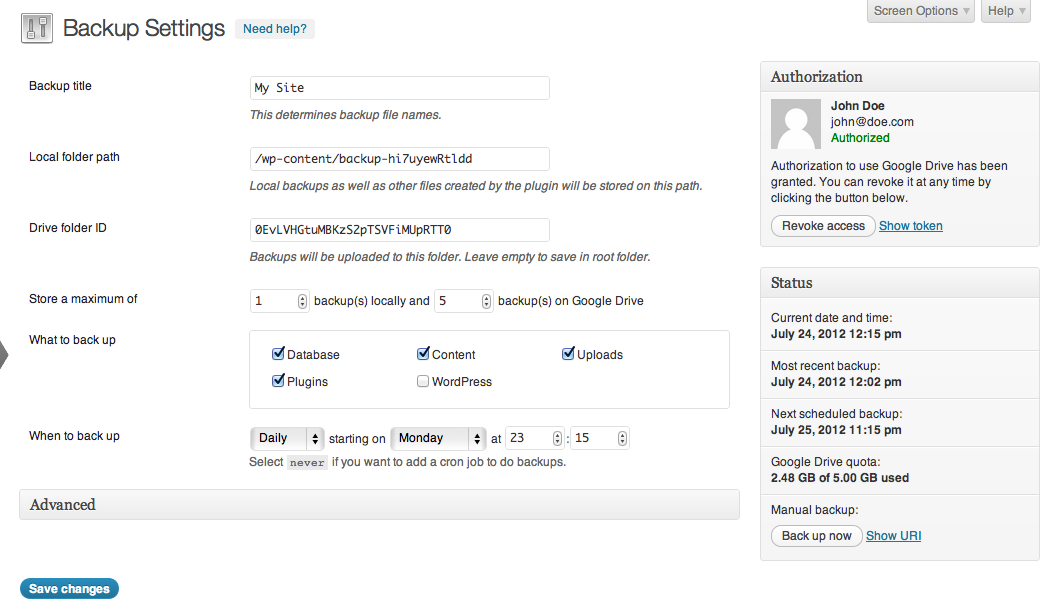 Screen Options Help
Backup Settings Need help?
Backup title
My Site
This determines backup file names.
Local folder path
/wp-content/backup-hi7uyewRtldd
Local backups as well as other files created by the plugin will be stored on this path.
Drive folder ID
0EvLVHGtuMBKzSZpTSVFiMUpRTT0
Backups will be uploaded to this folder. Leave empty to save in root folder.
Store a maximum of
1 backup(s) locally and 5 backup(s) on Google Drive
What to back up
Database Content Uploads
Plugins WordPress
When to back up
Daily starting on Monday at 23 : 15
Select never if you want to add a cron job to do backups.
Advanced
Save changes
Authorization
John Doe
john@doe.com
Authorized
Authorization to use Google Drive has been
granted. You can revoke it at any time by
clicking the button below.
Revoke access Show token
Status
Current date and time:
July 24, 2012 12:15 pm
Most recent backup:
July 24, 2012 12:02 pm
Next scheduled backup:
July 25, 2012 11:15 pm
Google Drive quota:
2.48 GB of 5.00 GB used
Manual backup:
Back up now Show URI